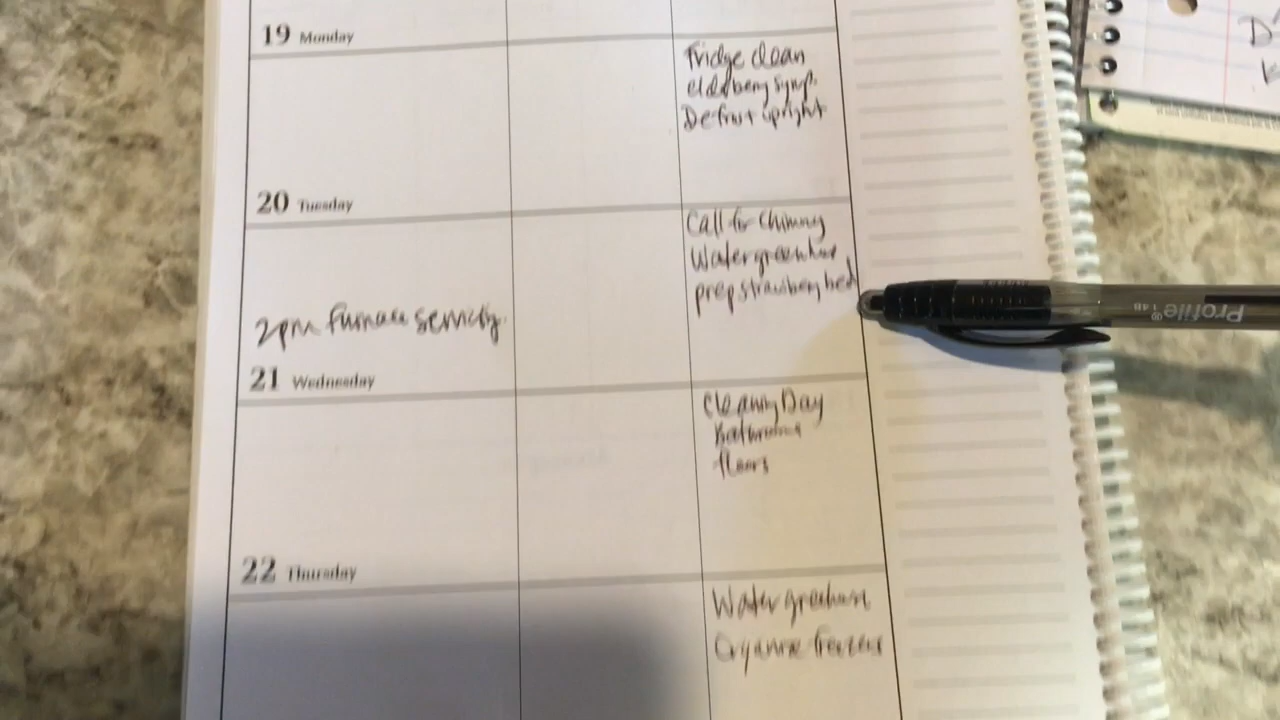 19 Monday
Fridge clean
elderberry syrup
Defrost upright
20 Tuesday
Call for Chimney
Water greenhouse
prep strawberry bed
2pm Furnace servicing
21 Wednesday
Cleaning Day
Bathrooms
floors
22 Thursday
Water greenhouse
Organize freezers
Profile